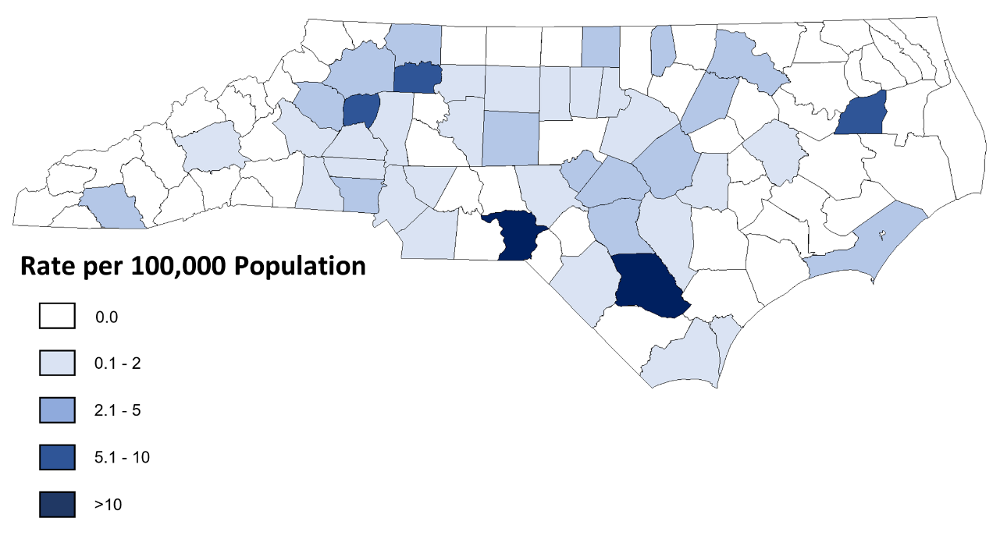 Rate per 100,000 Population
0.0
0.1 - 2
2.1 - 5
5.1 - 10
>10